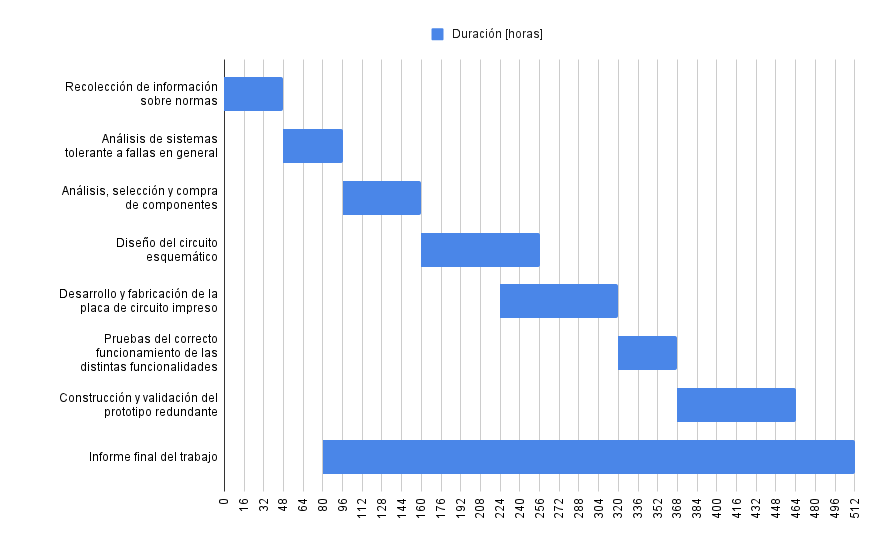 Duración [horas]
Recolección de información
sobre normas
Análisis de sistemas
tolerante a fallas en general
Análisis, selección y compra
de componentes
Diseño del circuito
esquemático
Desarrollo y fabricación de la
placa de circuito impreso
Pruebas del correcto
funcionamiento de las
distintas funcionalidades
Construcción y validación del
prototipo redundante
Informe final del trabajo
0 16 32 48 64 80 96 112 128 144 160 176 192 208 224 240 256 272 288 304 320 336 352 368 384 400 416 432 448 464 480 496 512